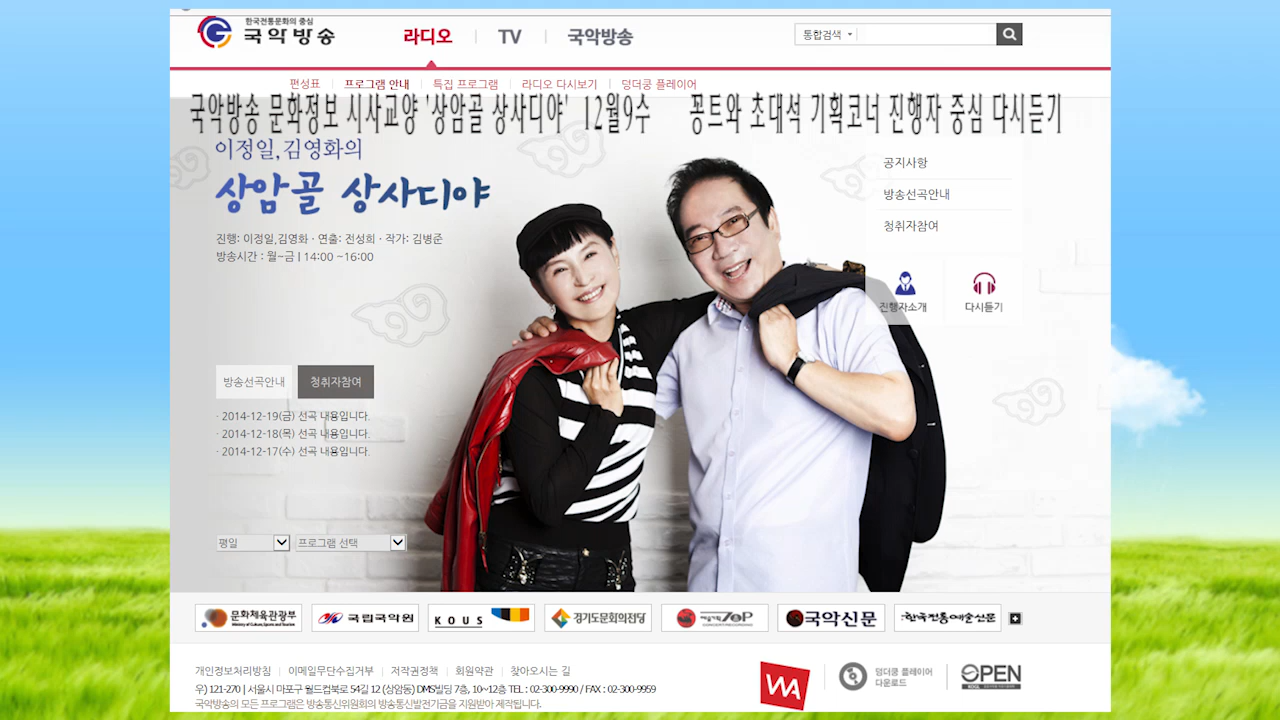 한국전통문화의 중심
국악방송
라디오 TV 국악방송
통합검색
편성표 프로그램 안내 특집 프로그램 라디오 다시보기 덩더쿵 플레이어
국악방송 문화정보 시사교양 '상암골 상사디야' 12월9수 꽁트와 초대석 기획코너 진행자 중심 다시듣기
이정일,김영화의
상암골 상사디야
진행: 이정일,김영화 · 연출: 전성희 · 작가: 김병준
방송시간 : 월~금 | 14:00 ~16:00
공지사항
방송선곡안내
청취자참여
진행자소개 다시듣기
방송선곡안내 청취자참여
· 2014-12-19(금) 선곡 내용입니다.
· 2014-12-18(목) 선곡 내용입니다.
· 2014-12-17(수) 선곡 내용입니다.
평일 프로그램 선택
문화체육관광부 국립국악원 KOUS 경기도문화의전당 TOP 국악신문 한국전통예술신문
Ministry of Culture, Sports and Tourism
개인정보처리방침 이메일무단수집거부 저작권정책 회원약관 찾아오시는 길
우) 121-270 | 서울시 마포구 월드컵북로 54길 12 (상암동) DMS빌딩 7층, 10~12층 TEL : 02-300-9990 / FAX : 02-300-9959
국악방송의 모든 프로그램은 방송통신위원회의 방송통신발전기금을 지원받아 제작됩니다.
WA
덩더쿵 플레이어
다운로드
OPEN